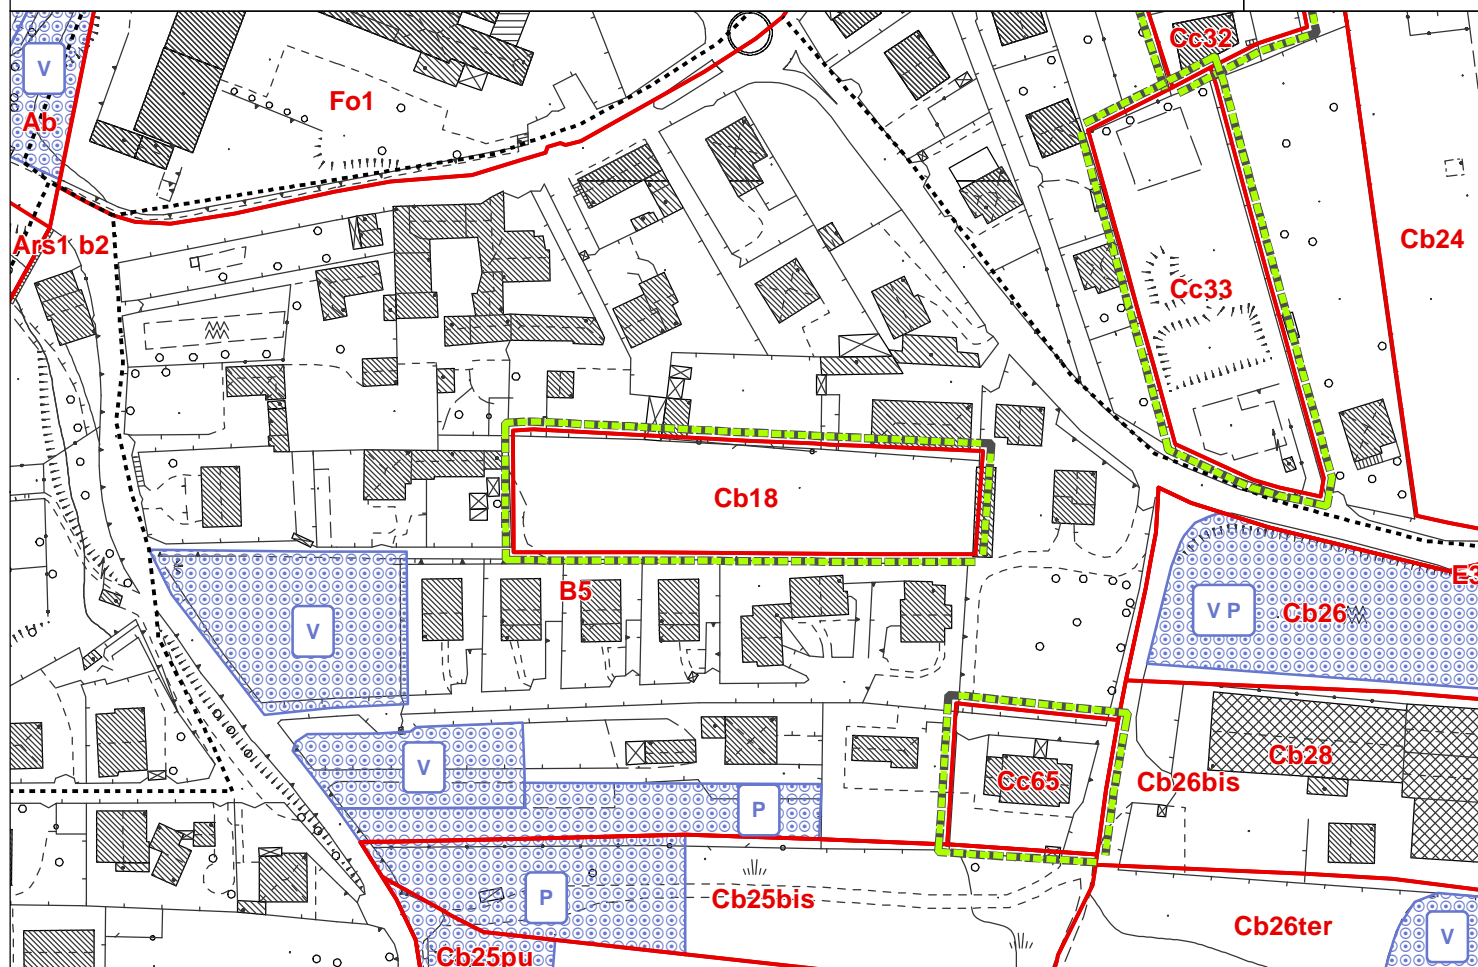 Cc32
V
Fo1
Ab
Ars1 b2
Cb24
Cc33
Cb18
E3
B5
V P
Cb26
V
Cb28
V
Cc65
Cb26bis
P
P
Cb25bis
Cb26ter
V
Cb25pu